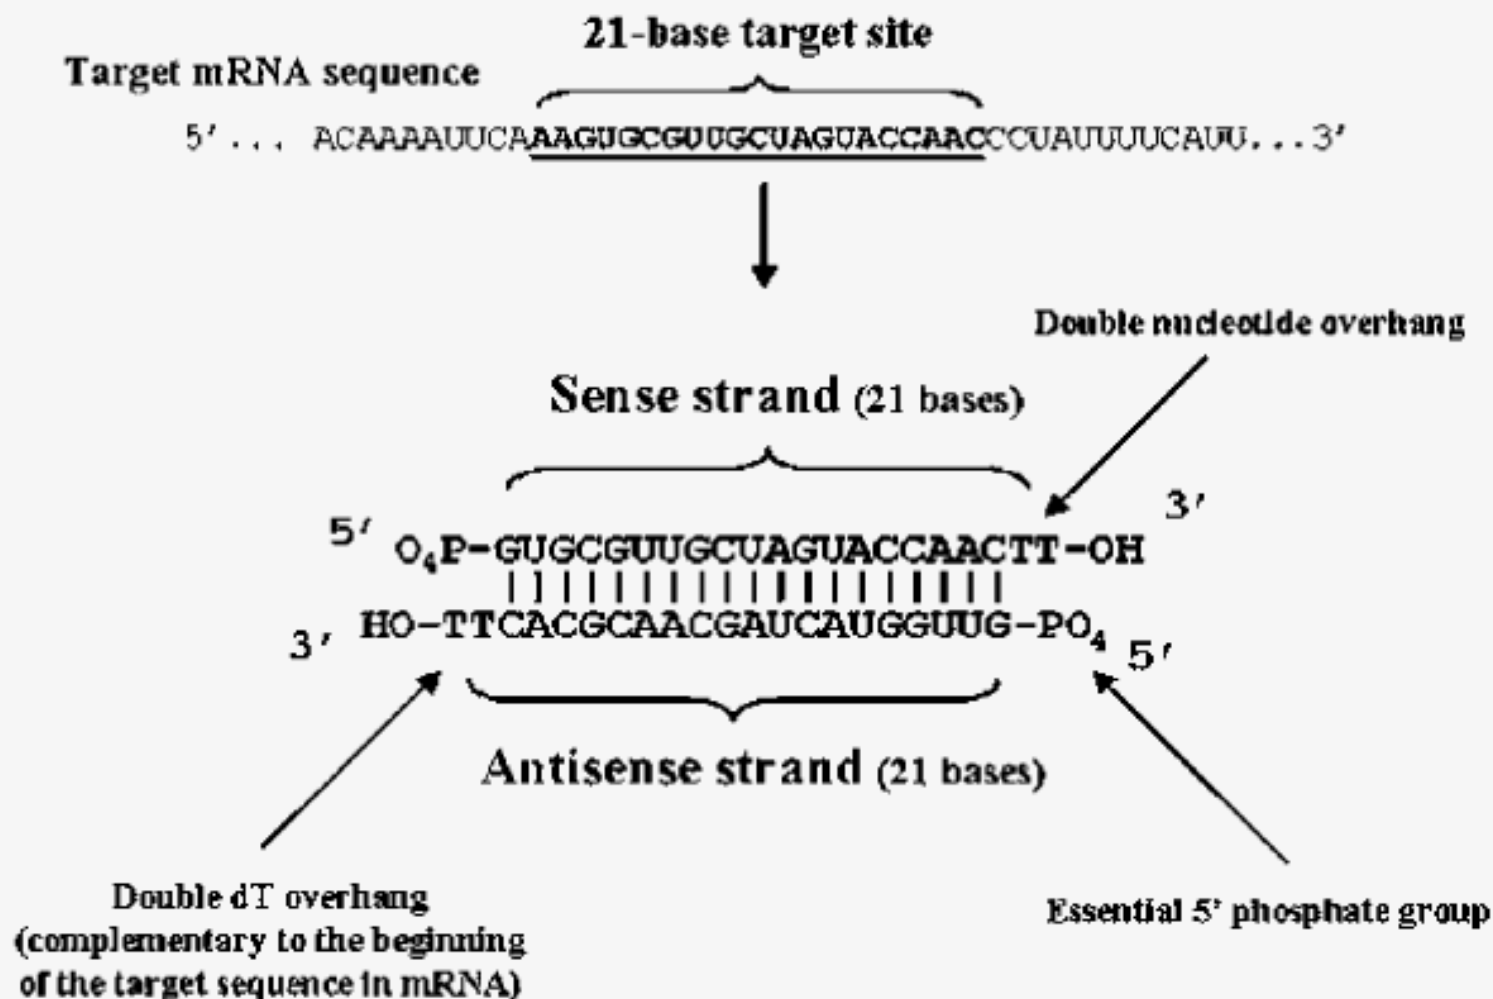 21-base target site
Target mRNA sequence
5'... ACAAAAUUCAAAGUGCGUUGCUAGUACCAACCCUAUUUUCAUU...3'
Double nucleotide overhang
Sense strand (21 bases)
5' O4P-GUGCGUUGCUAGUACCAACTT-OH 3'
3' HO-TTCACGCAACGAUCAUGGUUG-PO4 5'
Antisense strand (21 bases)
Double dT overhang
(complementary to the beginning
of the target sequence in mRNA)
Essential 5' phosphate group